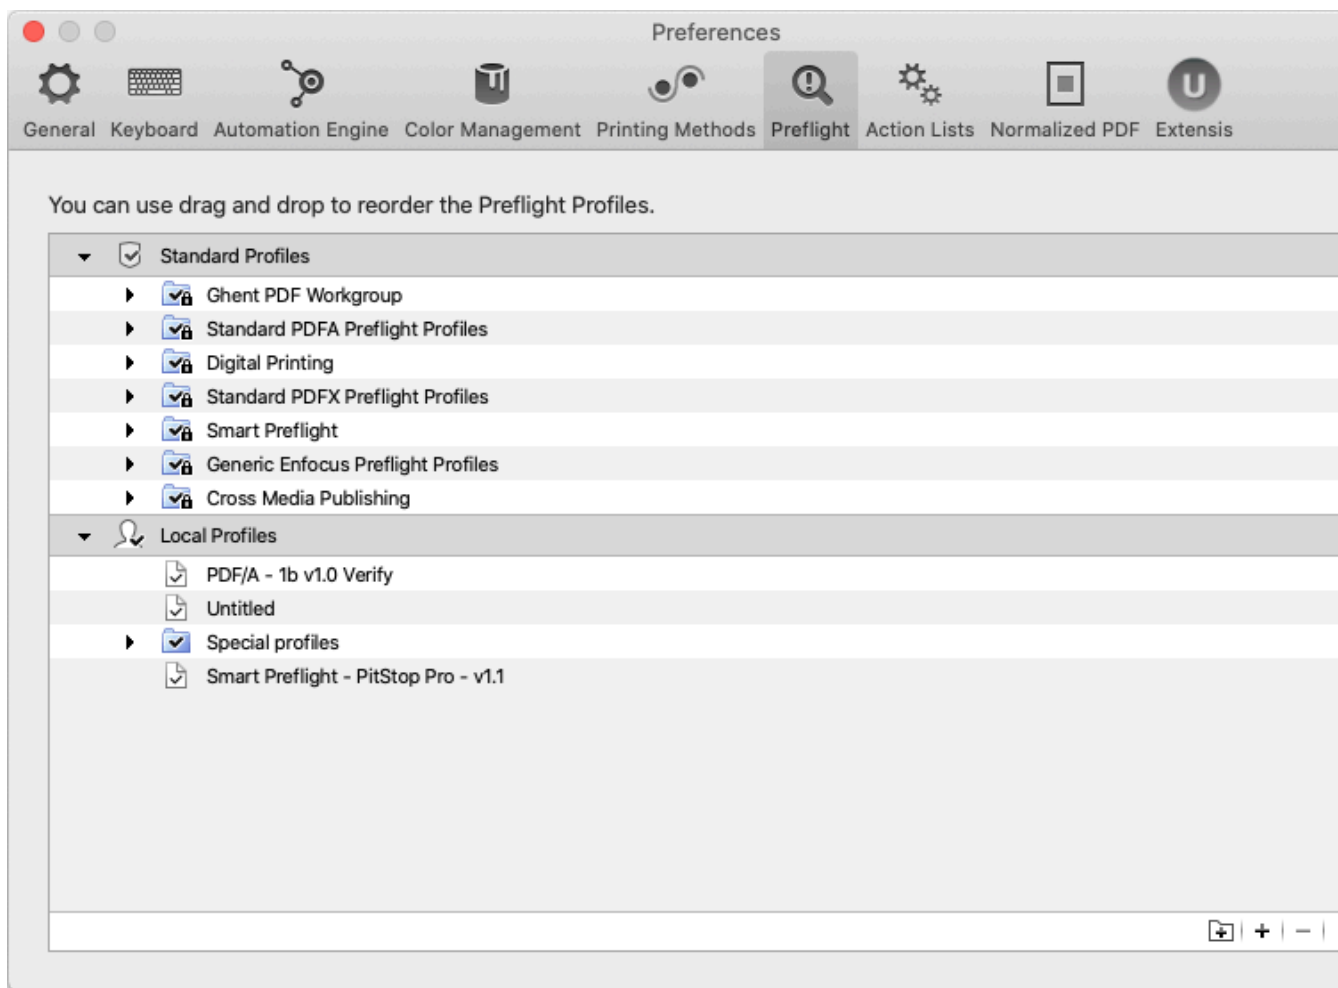 Preferences
General Keyboard Automation Engine Color Management Printing Methods Preflight Action Lists Normalized PDF Extensis
You can use drag and drop to reorder the Preflight Profiles.
Standard Profiles
Ghent PDF Workgroup
Standard PDFA Preflight Profiles
Digital Printing
Standard PDFX Preflight Profiles
Smart Preflight
Generic Enfocus Preflight Profiles
Cross Media Publishing
Local Profiles
PDF/A - 1b v1.0 Verify
Untitled
Special profiles
Smart Preflight - PitStop Pro - v1.1